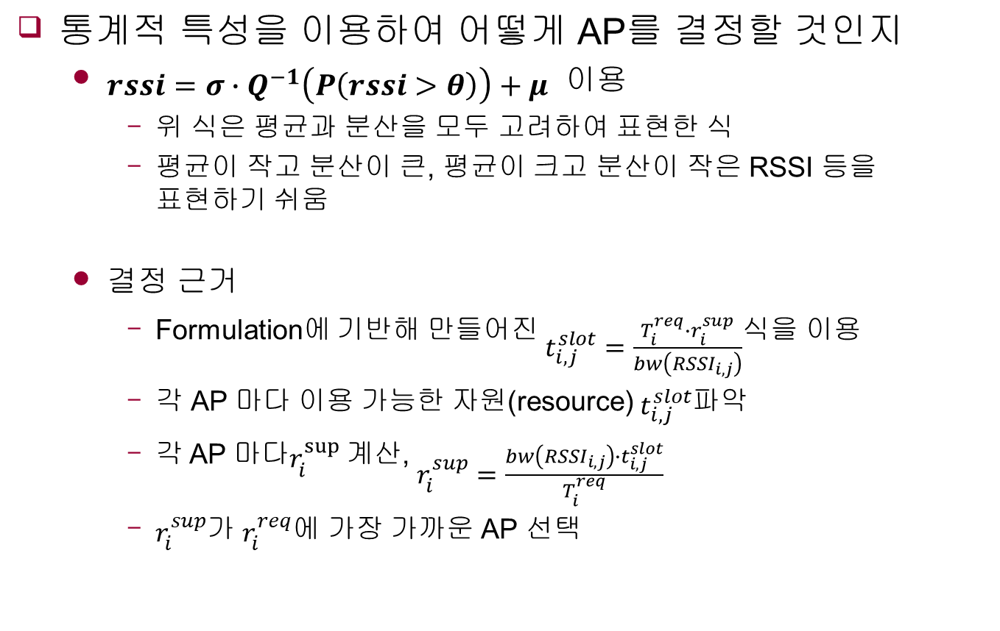 ❑ 통계적 특성을 이용하여 어떻게 AP를 결정할 것인지
• rssi = σ · Q⁻¹(P(rssi > θ)) + μ 이용
– 위 식은 평균과 분산을 모두 고려하여 표현한 식
– 평균이 작고 분산이 큰, 평균이 크고 분산이 작은 RSSI 등을
표현하기 쉬움
• 결정 근거
– Formulation에 기반해 만들어진 $t_{i,j}^{slot} = \frac{T_i^{req} \cdot r_i^{sup}}{bw(RSSI_{i,j})}$ 식을 이용
– 각 AP 마다 이용 가능한 자원(resource) $t_{i,j}^{slot}$파악
– 각 AP 마다$r_i^{\text{sup}}$ 계산, $r_i^{sup} = \frac{bw(RSSI_{i,j}) \cdot t_{i,j}^{slot}}{T_i^{req}}$
– $r_i^{sup}$가 $r_i^{req}$에 가장 가까운 AP 선택